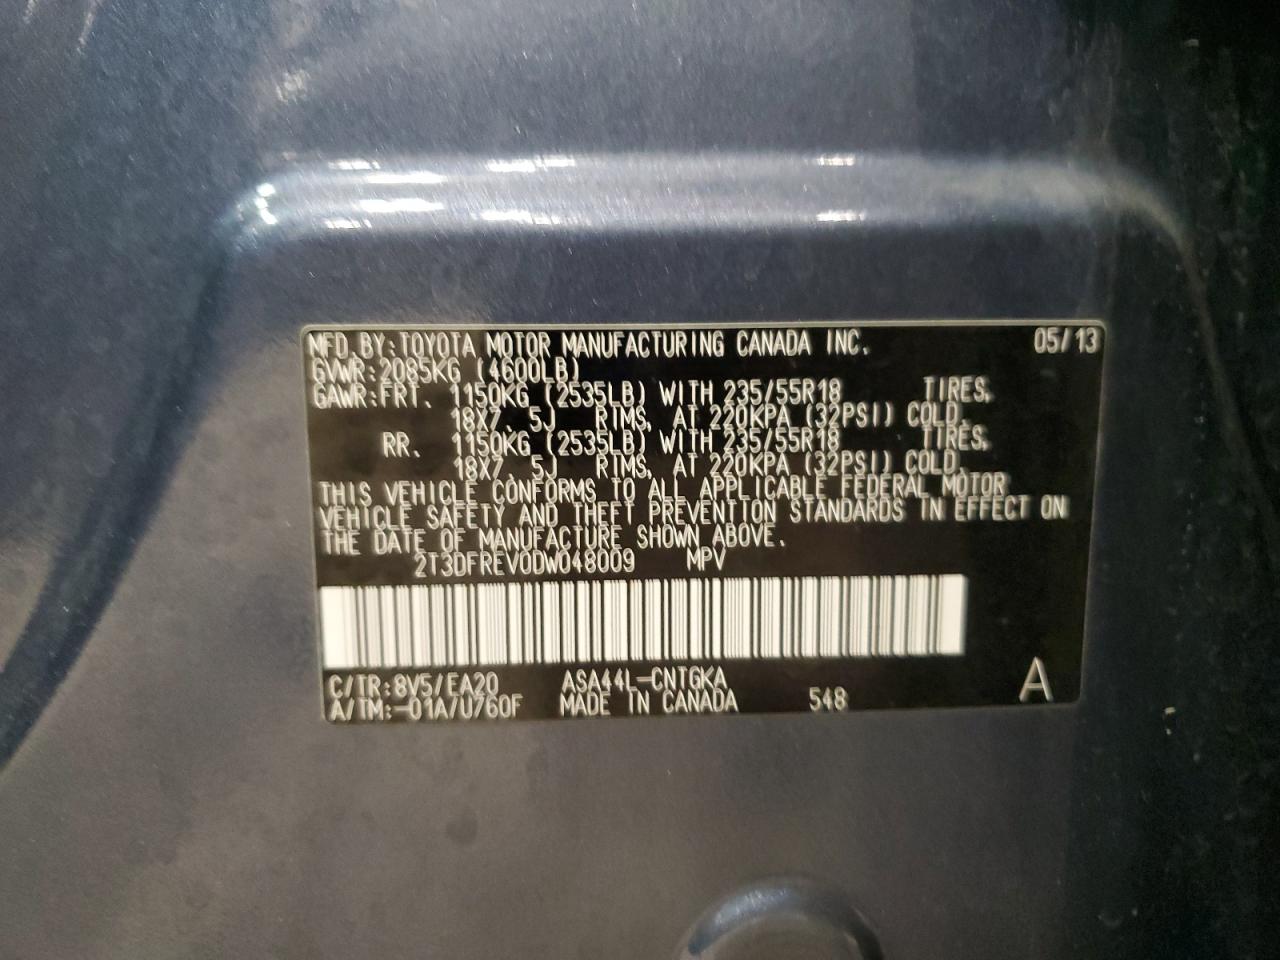 MFD.BY:TOYOTA MOTOR MANUFACTURING CANADA INC. 05/13
GVWR:2085KG (4600LB)
GAWR:FRT. 1150KG (2535LB) WITH 235/55R18 TIRES,
18X7.5J RIMS, AT 220KPA (32PSI) COLD.
RR. 1150KG (2535LB) WITH 235/55R18 TIRES,
18X7.5J RIMS, AT 220KPA (32PSI) COLD.
THIS VEHICLE CONFORMS TO ALL APPLICABLE FEDERAL MOTOR
VEHICLE SAFETY AND THEFT PREVENTION STANDARDS IN EFFECT ON
THE DATE OF MANUFACTURE SHOWN ABOVE.
2T3DFREV0DW048009 MPV
C/TR:8V5/EA20 ASA44L-CNTGKA
A/TM:-01A/U760F MADE IN CANADA 548 A